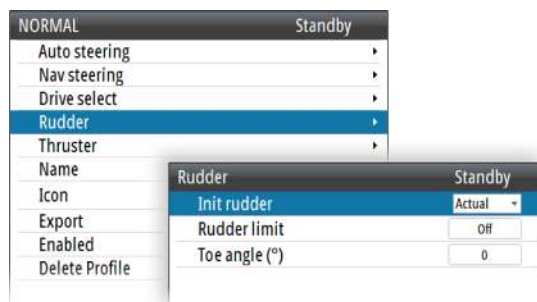 NORMAL Standby
Auto steering
Nav steering
Drive select
Rudder
Thruster
Name
Icon
Export
Enabled
Delete Profile
Rudder Standby
Init rudder Actual
Rudder limit Off
Toe angle (°) 0